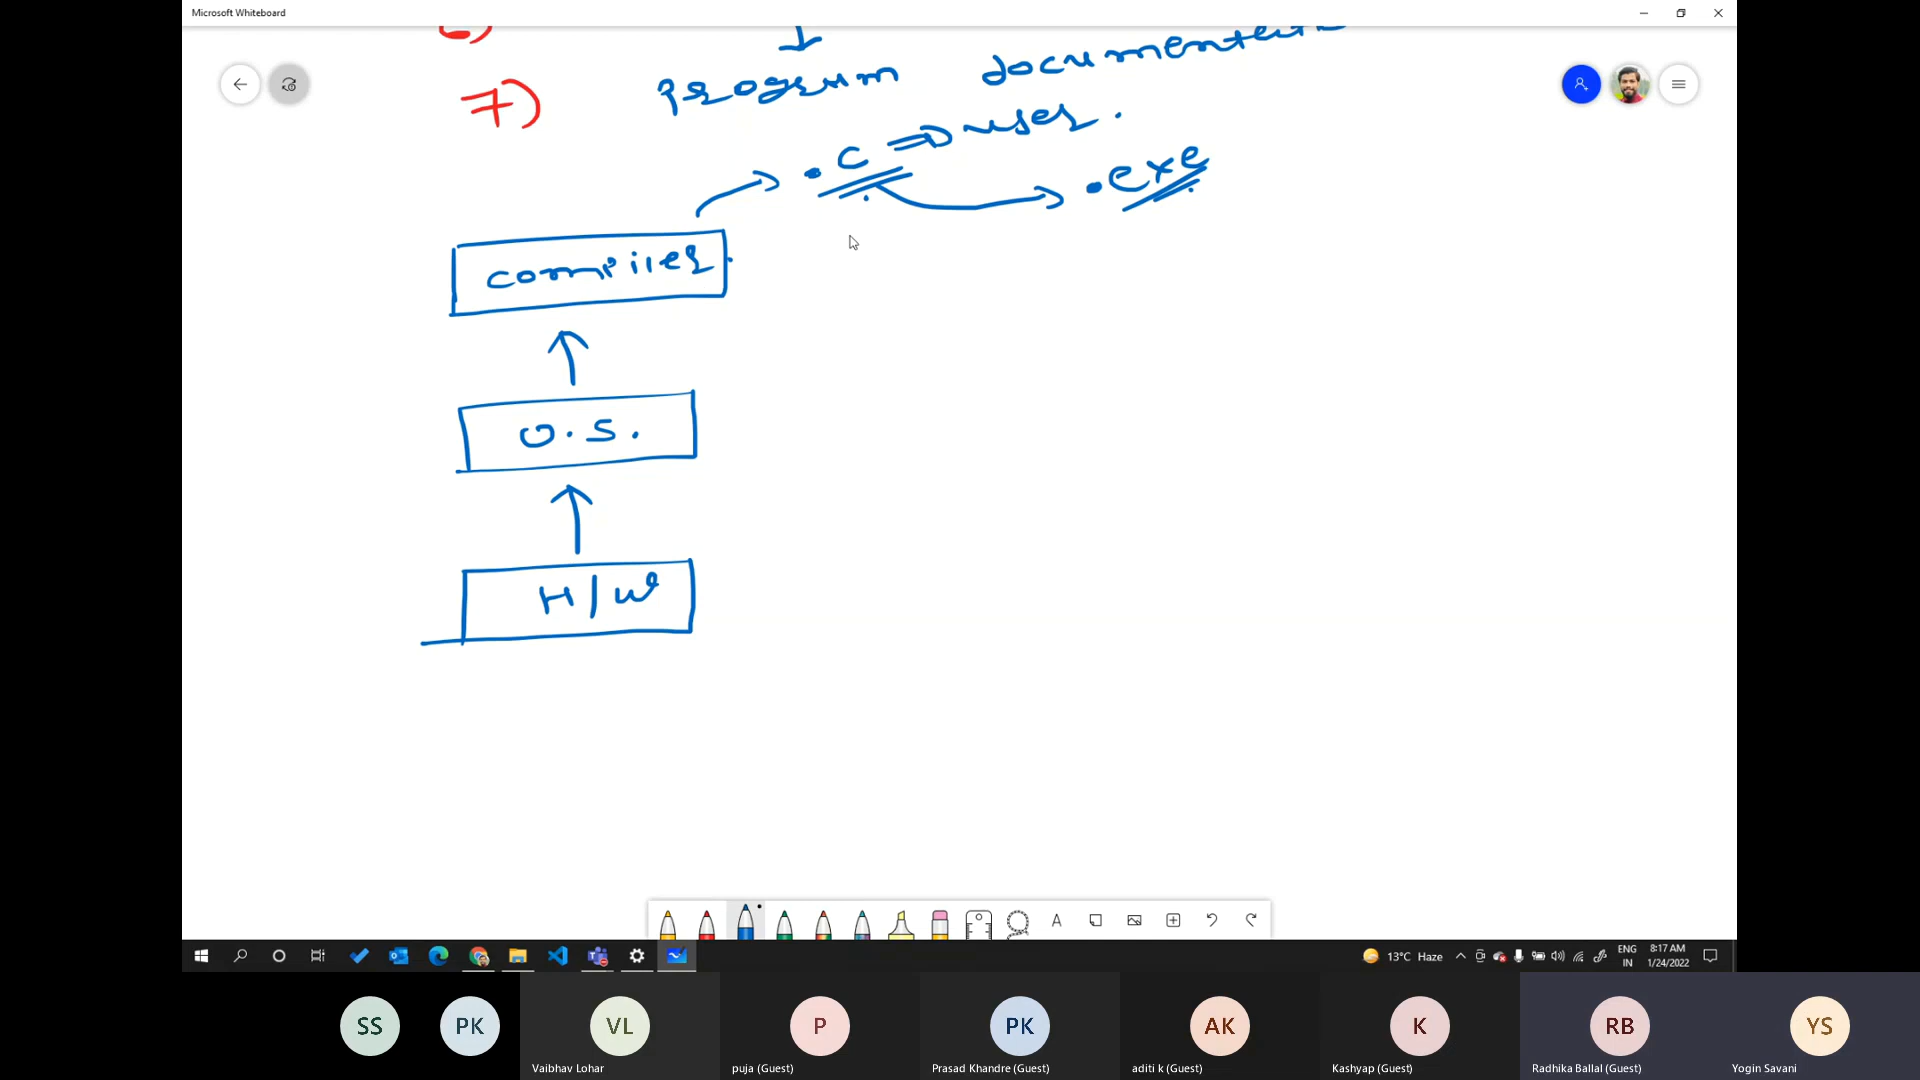 Microsoft Whiteboard
7)
program
.c => user.
.exe
compiler
O.S.
H/W
A
13°C Haze
ENG
IN
8:17 AM
1/24/2022
SS
PK
VL
P
PK
AK
K
RB
YS
Vaibhav Lohar
puja (Guest)
Prasad Khandre (Guest)
aditi k (Guest)
Kashyap (Guest)
Radhika Ballal (Guest)
Yogin Savani